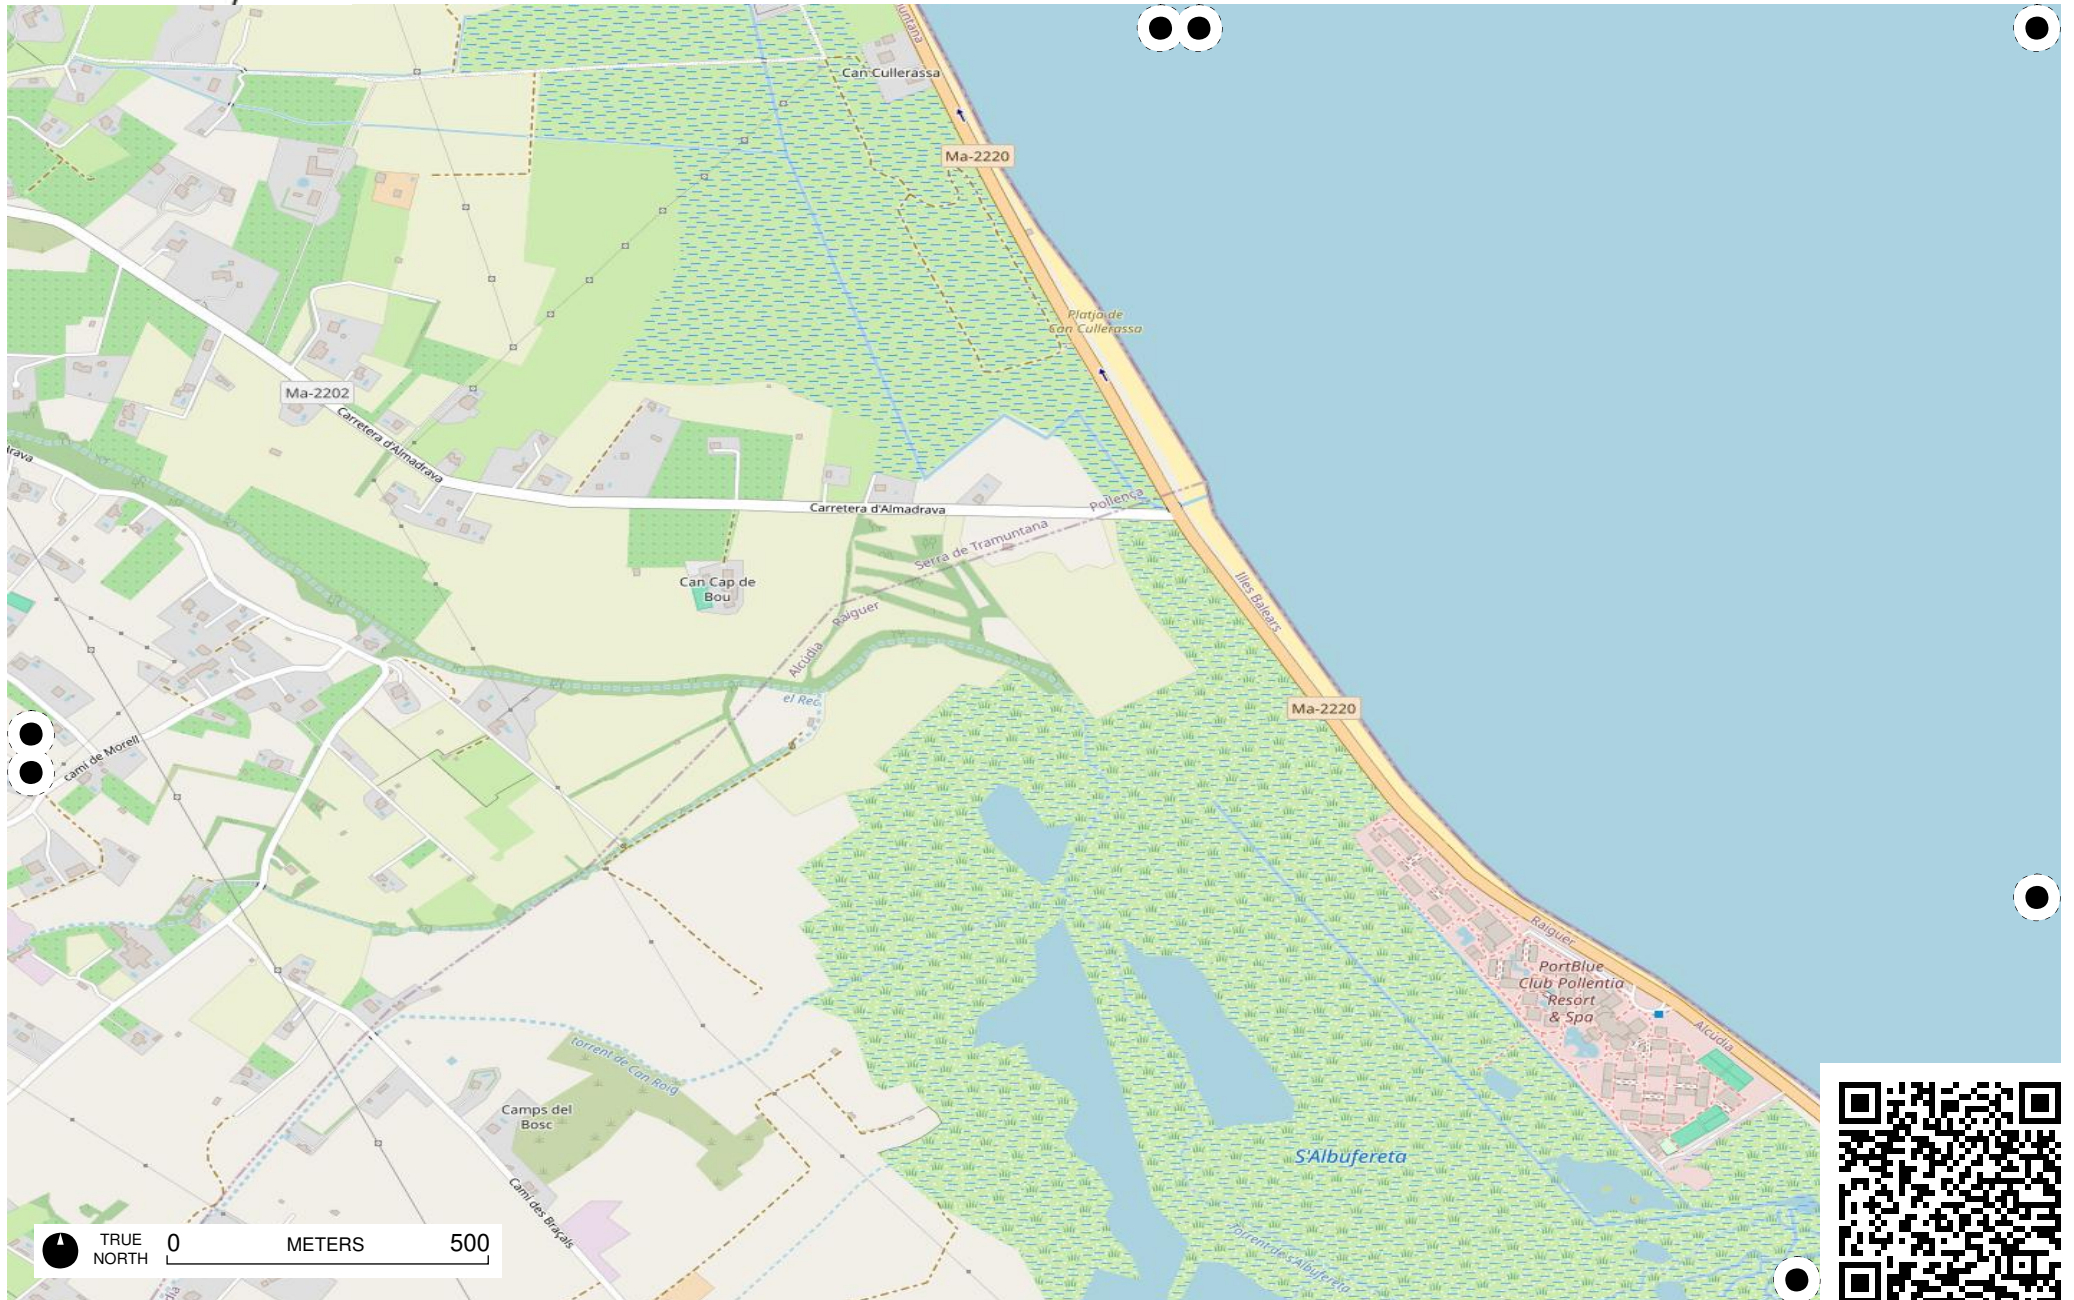 untana
Can Cullerassa
Ma-2220
Platja de
Can Cullerassa
Ma-2202
Carretera d'Almadrava
drava
Pollença
Carretera d'Almadrava
Serra de Tramuntana
Can Cap de
Bou
Raiguer
Illes Balears
Alcúdia
el Rec
Ma-2220
camí de Morell
Raiguer
PortBlue
Club Pollentia
Resort
& Spa
Alcúdia
torrent de Can Roig
Camps del
Bosc
S'Albufereta
Camí des Braçals
Torrent de s'Albufereta
TRUE
NORTH
0 METERS 500
dia